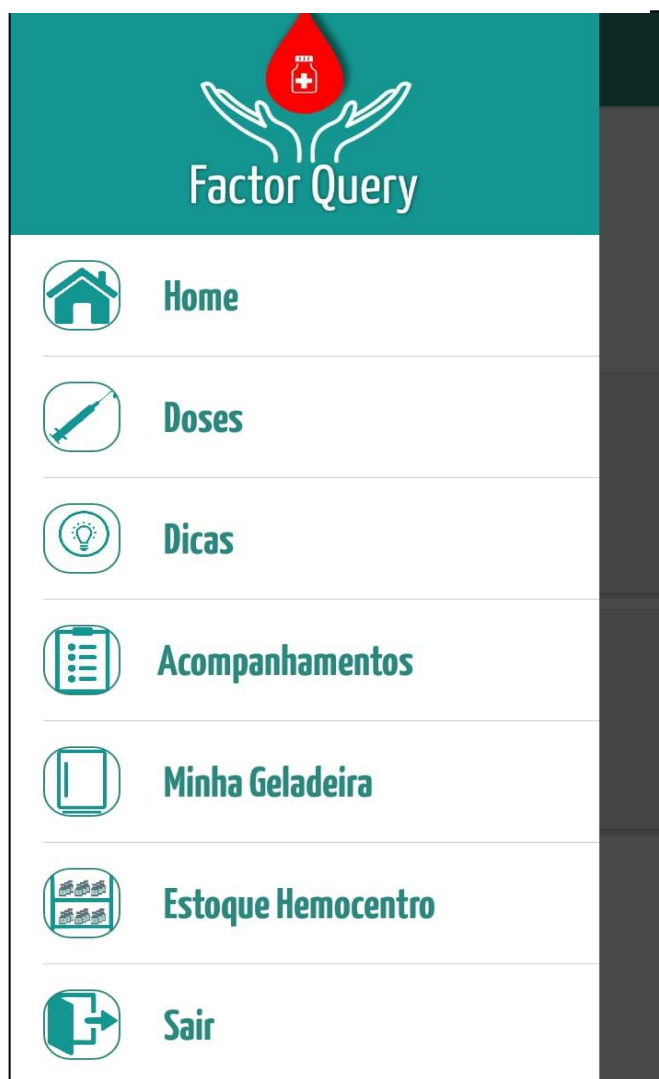 Factor Query
Home
Doses
Dicas
Acompanhamentos
Minha Geladeira
Estoque Hemocentro
Sair